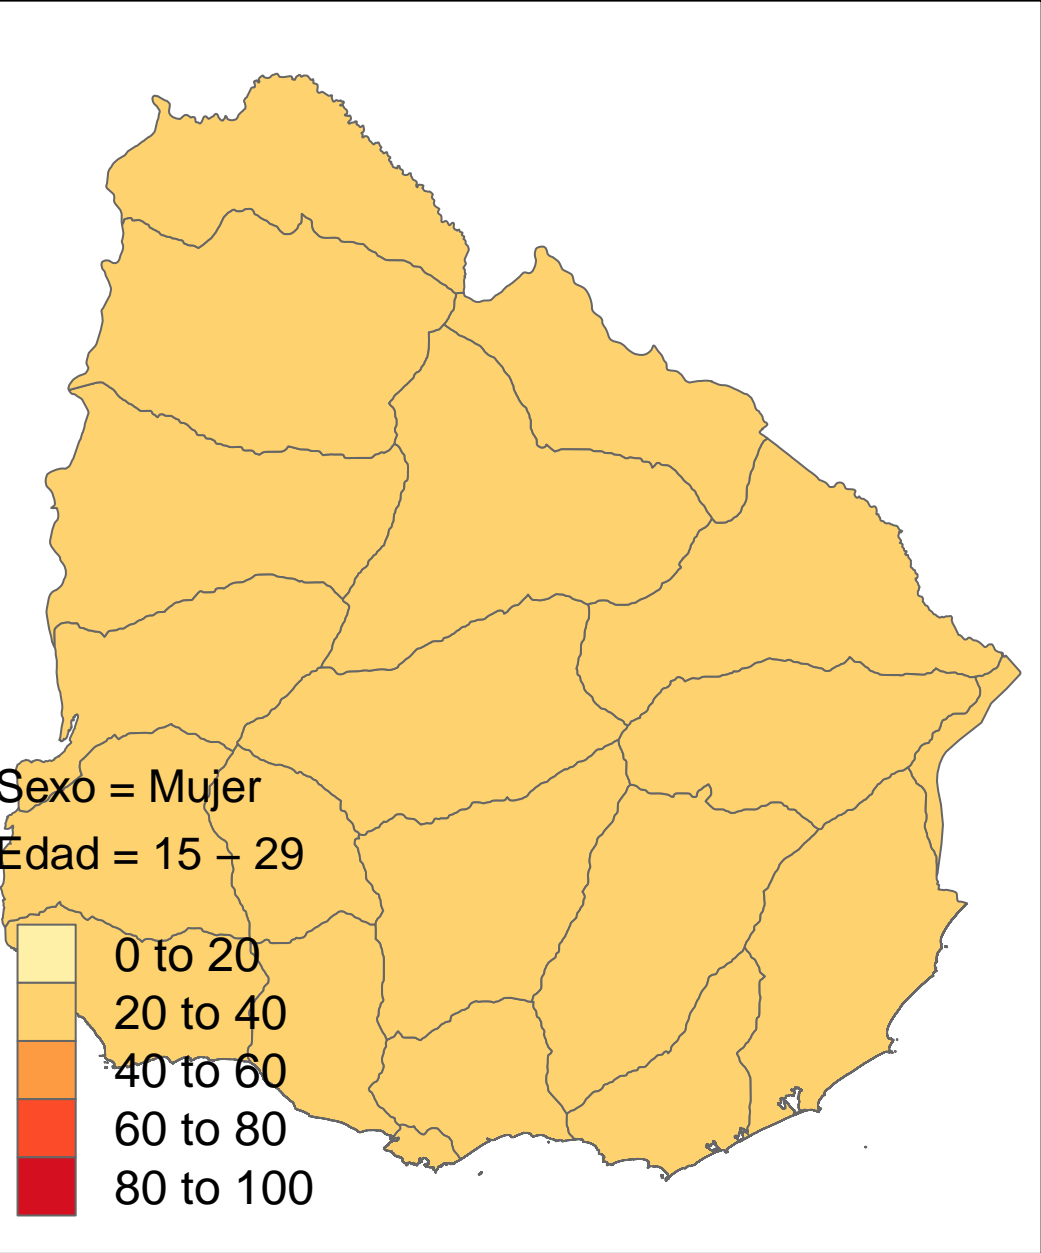 Sexo = Mujer
Edad = 15 – 29
0 to 20
20 to 40
40 to 60
60 to 80
80 to 100